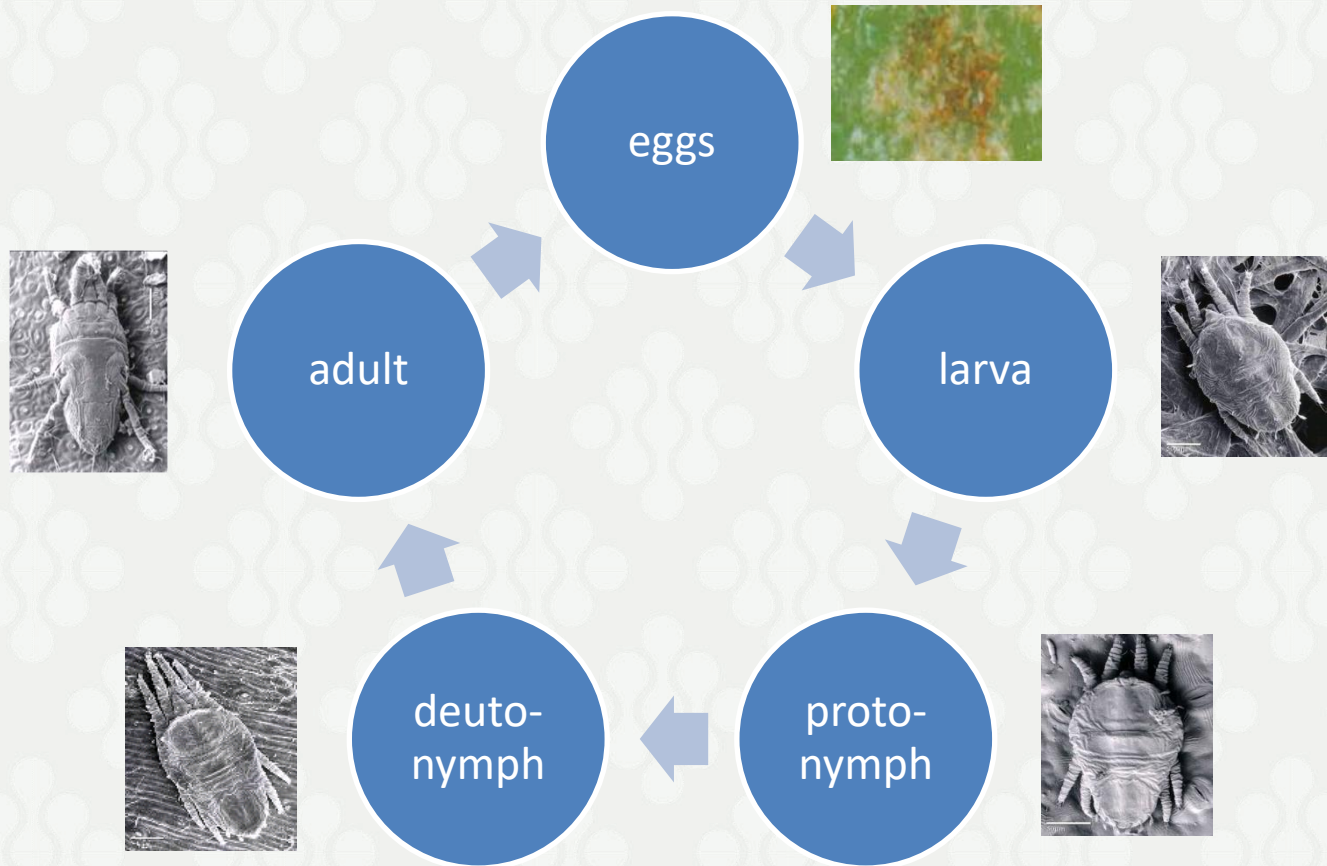 eggs
larva
proto-
nymph
deuto-
nymph
adult